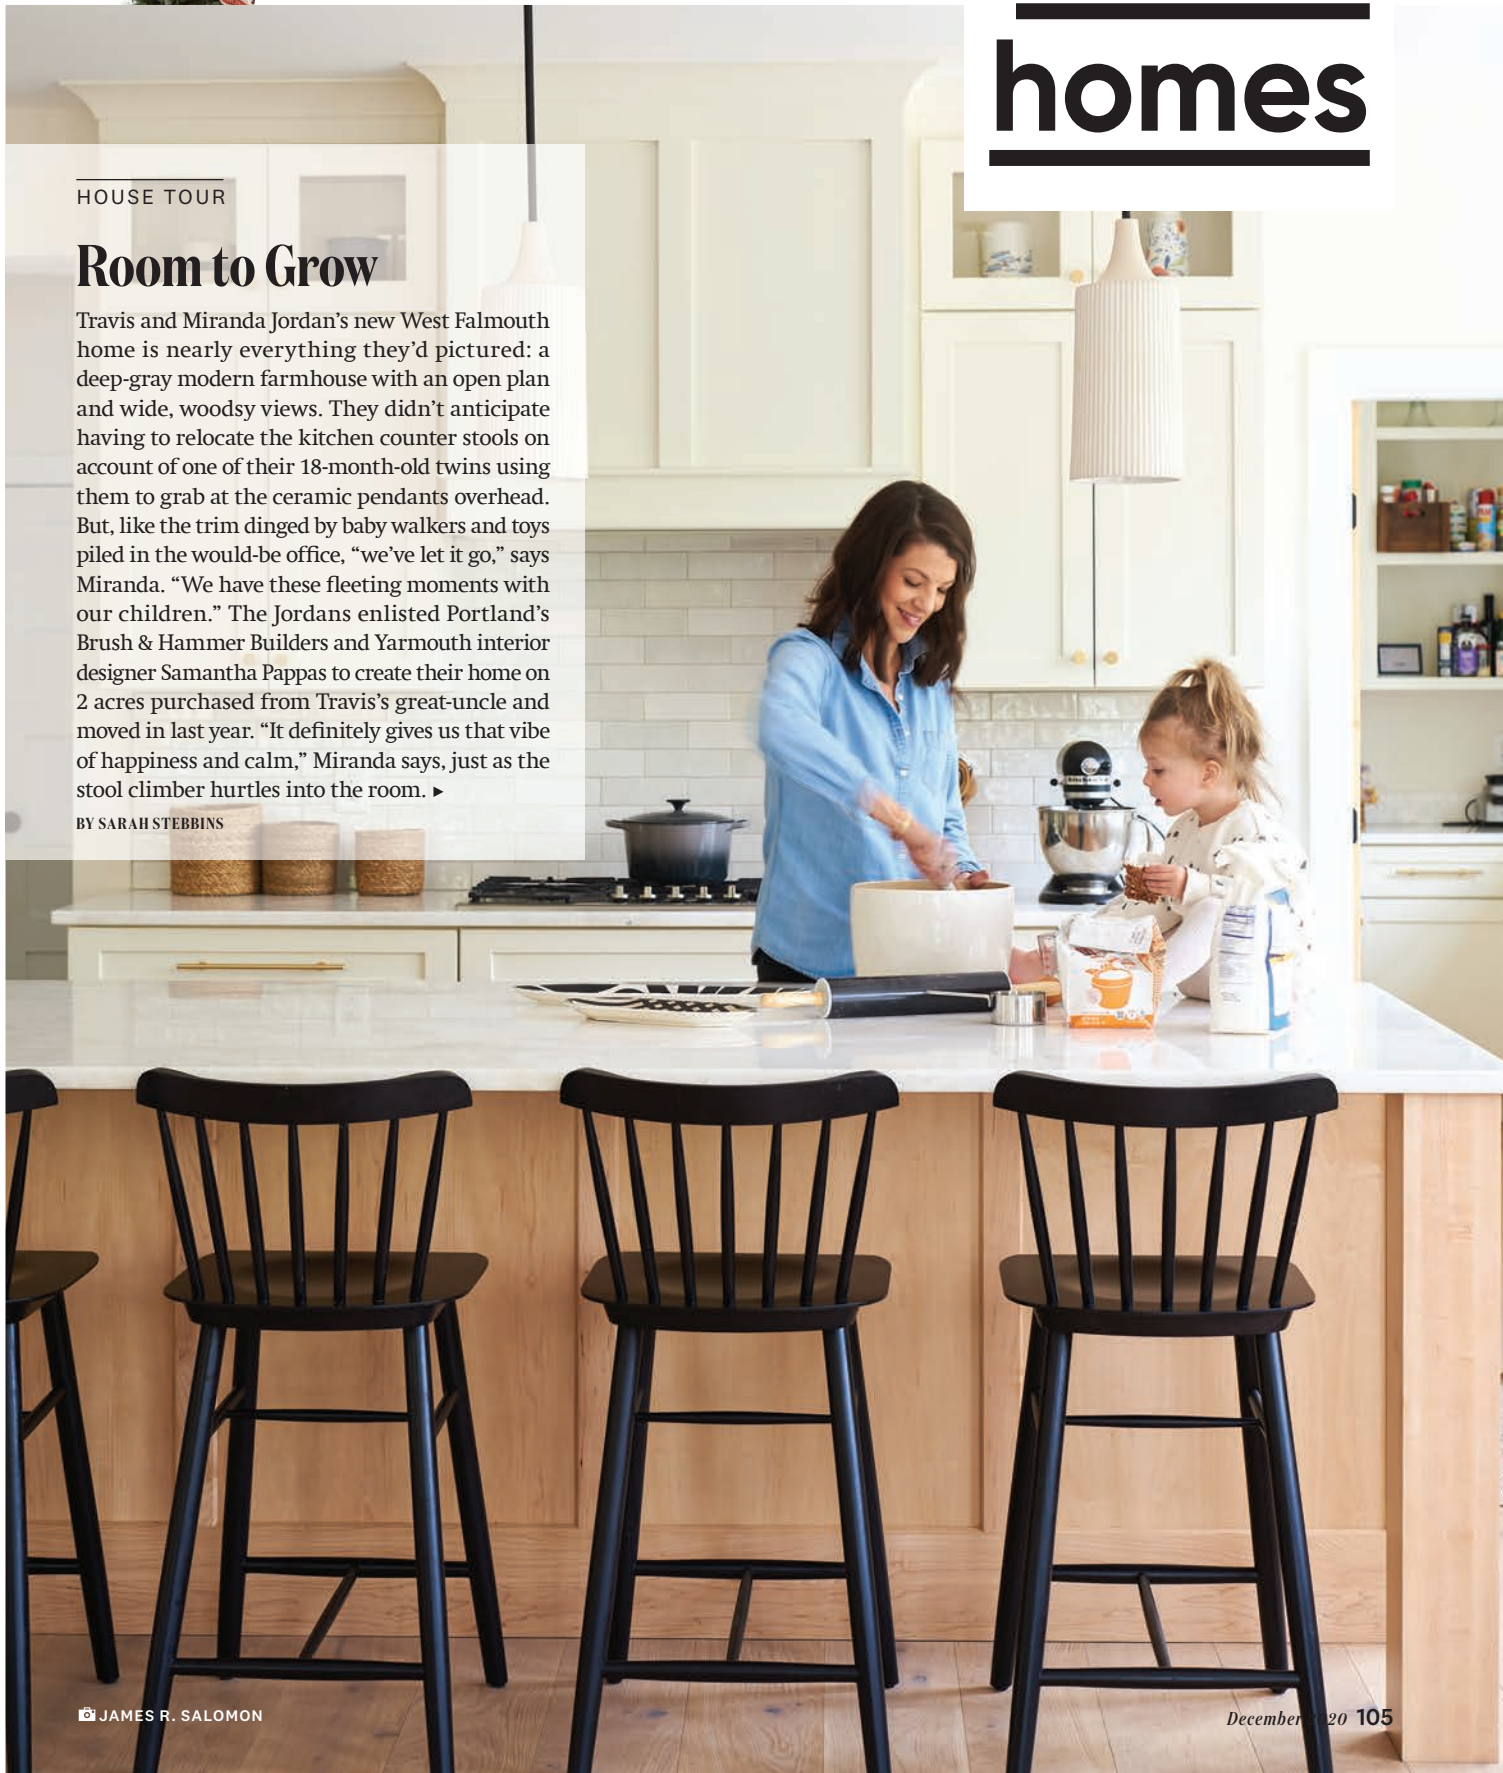 homes
HOUSE TOUR
Room to Grow
Travis and Miranda Jordan’s new West Falmouth
home is nearly everything they’d pictured: a
deep-gray modern farmhouse with an open plan
and wide, woodsy views. They didn’t anticipate
having to relocate the kitchen counter stools on
account of one of their 18-month-old twins using
them to grab at the ceramic pendants overhead.
But, like the trim dinged by baby walkers and toys
piled in the would-be office, “we’ve let it go,” says
Miranda. “We have these fleeting moments with
our children.” The Jordans enlisted Portland’s
Brush & Hammer Builders and Yarmouth interior
designer Samantha Pappas to create their home on
2 acres purchased from Travis’s great-uncle and
moved in last year. “It definitely gives us that vibe
of happiness and calm,” Miranda says, just as the
stool climber hurtles into the room. ▸
BY SARAH STEBBINS
JAMES R. SALOMON
December 2020 105